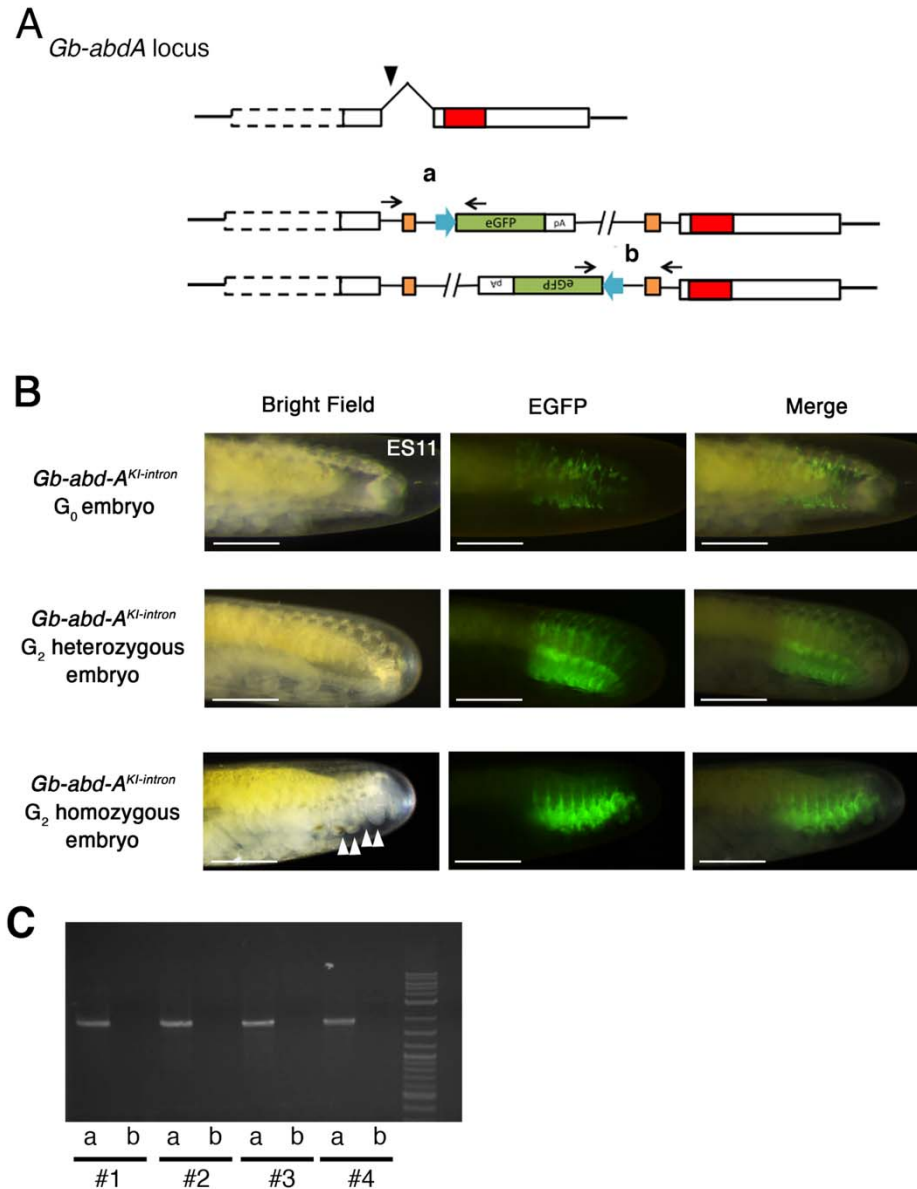 A
Gb-abdA locus
a
eGFP pA
b
pA eGFP
B
Bright Field EGFP Merge
ES11
Gb-abd-A^KI-intron
G₀ embryo
Gb-abd-A^KI-intron
G₂ heterozygous
embryo
Gb-abd-A^KI-intron
G₂ homozygous
embryo
C
a b a b a b a b
#1 #2 #3 #4